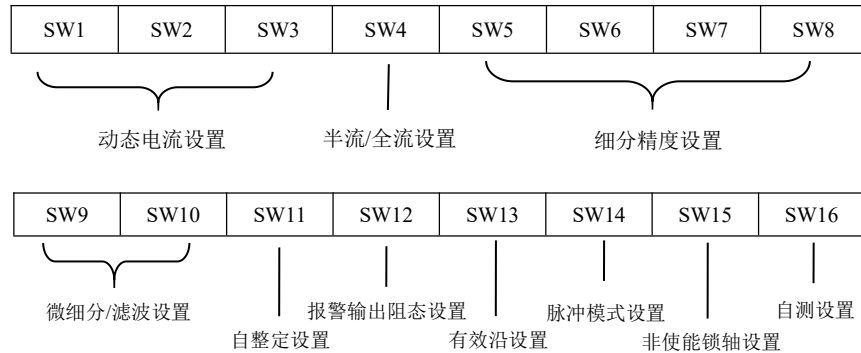 SW1 SW2 SW3 SW4 SW5 SW6 SW7 SW8
动态电流设置 半流/全流设置 细分精度设置
SW9 SW10 SW11 SW12 SW13 SW14 SW15 SW16
微细分/滤波设置 报警输出阻态设置 脉冲模式设置 自测设置
自整定设置 有效沿设置 非使能锁轴设置